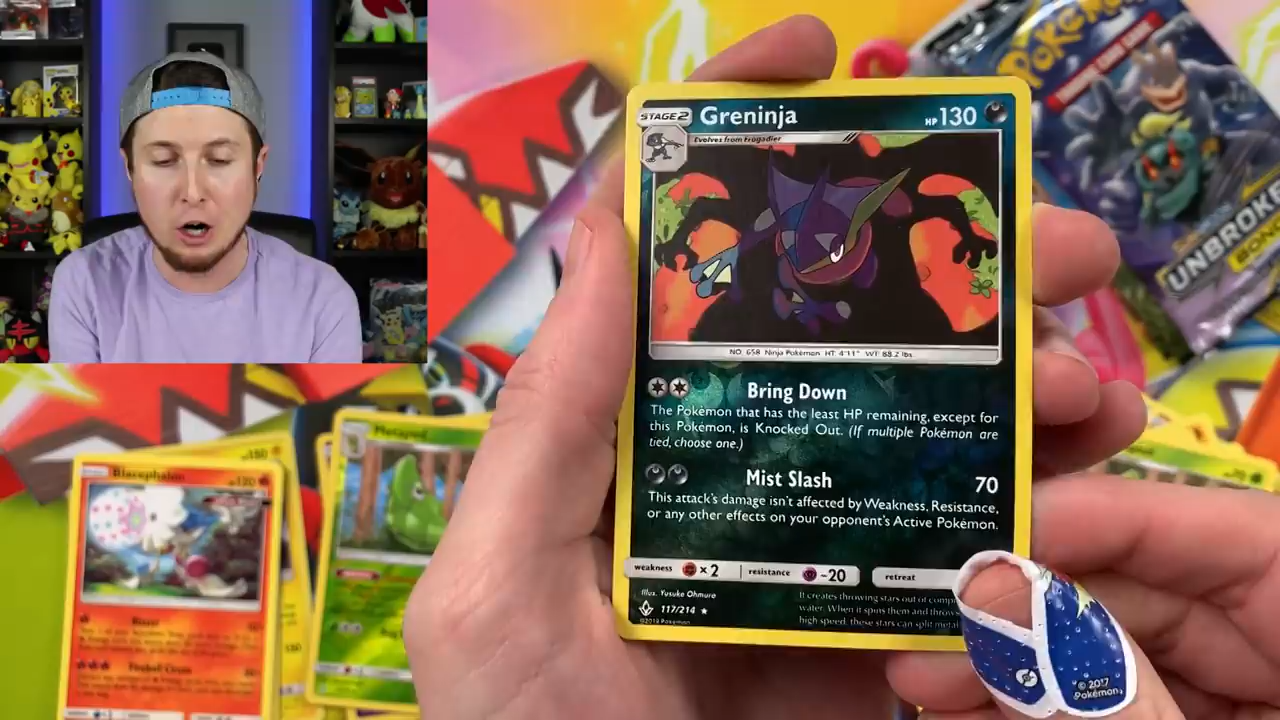 STAGE 2 Greninja HP 130
Evolves from Frogadier
NO. 658 Ninja Pokémon HT: 4'11" WT: 88.2 lbs.
Bring Down
The Pokémon that has the least HP remaining, except for
this Pokémon, is Knocked Out. (If multiple Pokémon are
tied, choose one.)
Mist Slash 70
This attack's damage isn't affected by Weakness, Resistance,
or any other effects on your opponent's Active Pokémon.
weakness × 2 resistance -20 retreat
Illus. Yusuke Ohmura
117/214
©2019 Pokémon
It creates throwing stars out of
water. When it spins them and
high speed, these stars can split
© 2017
Pokémon
Pokémon
UNBROKE
BON
Blacephalon 120
Metapod
130